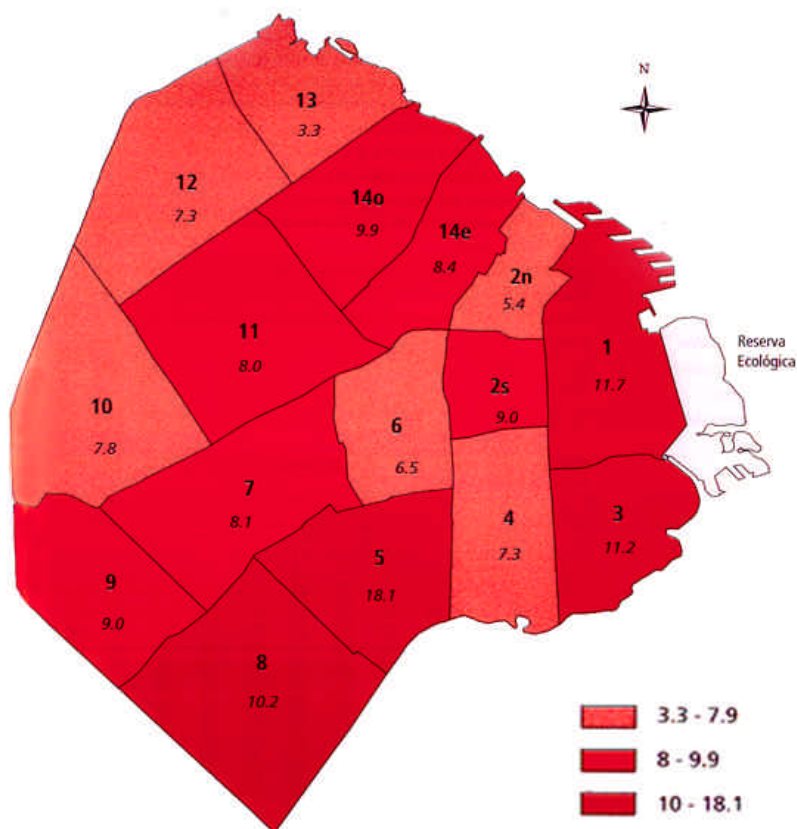 N
13
3.3
12
7.3
14o
9.9
14e
8.4
2n
5.4
11
8.0
1
11.7
Reserva
Ecológica
2s
9.0
10
7.8
6
6.5
7
8.1
4
7.3
3
11.2
5
18.1
9
9.0
8
10.2
3.3 - 7.9
8 - 9.9
10 - 18.1